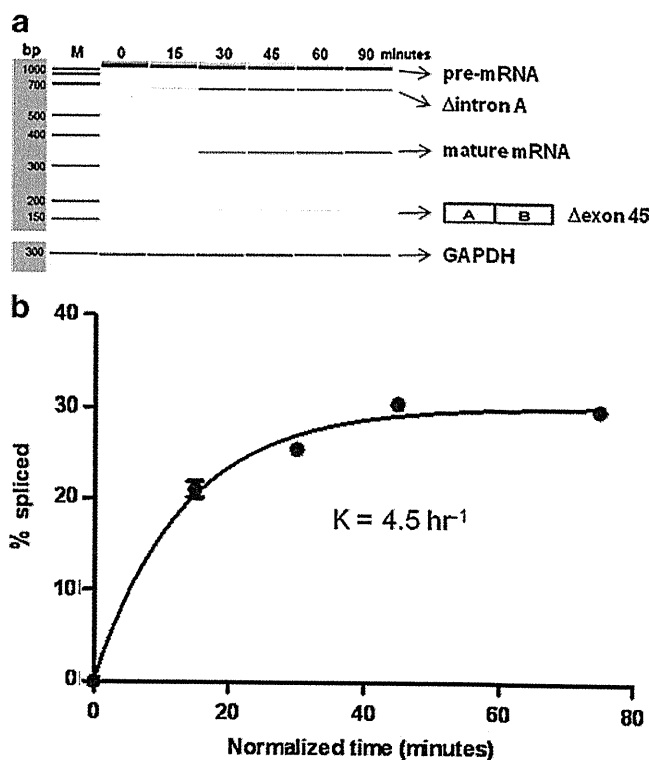 a
bp M 0 15 30 45 60 90 minutes
1000
700
500
400
300
200
150
300
pre-mRNA
Δintron A
mature mRNA
A B Δexon 45
GAPDH
b
40
30
20
10
0
% spliced
K = 4.5 hr-1
0 20 40 60 80
Normalized time (minutes)